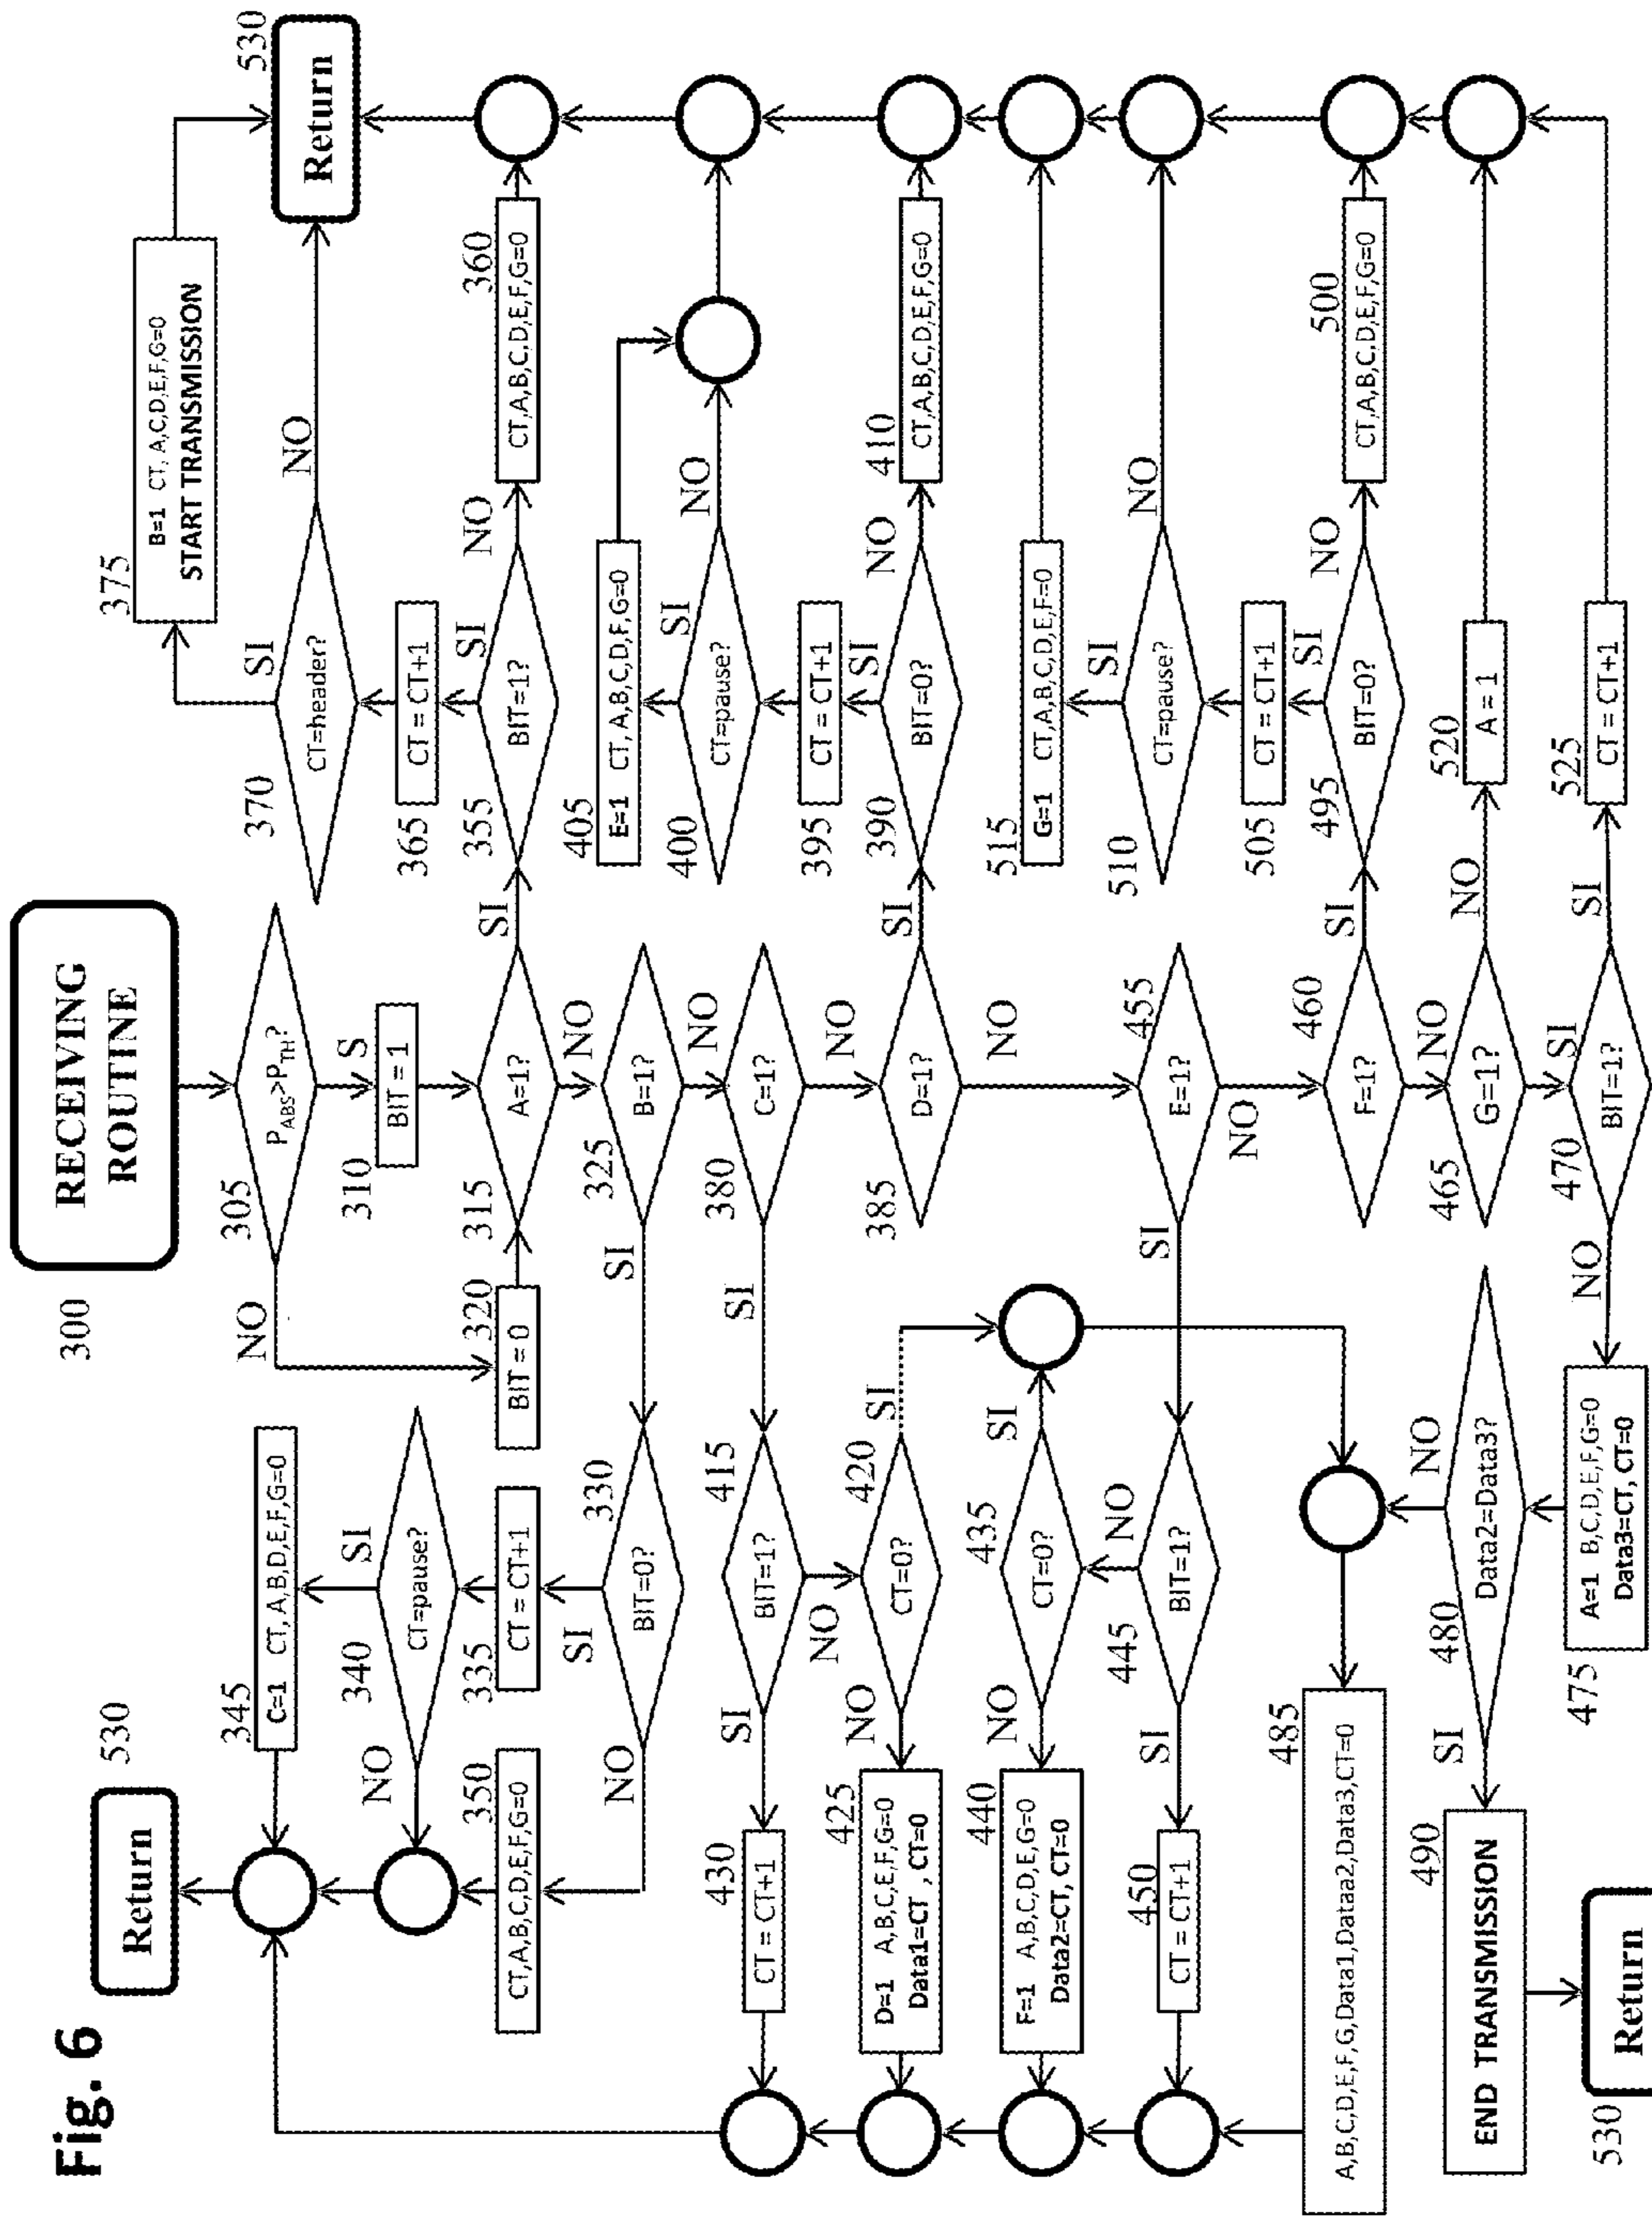 Fig. 6
300
RECEIVING
ROUTINE
305
P_ABS>P_TH?
NO
S
310
BIT = 1
320
BIT = 0
315
A=1?
SI
NO
325
B=1?
SI
NO
380
C=1?
SI
NO
385
D=1?
SI
NO
455
E=1?
SI
NO
460
F=1?
SI
NO
465
G=1?
NO
SI
470
BIT=1?
SI
NO
530
Return
345
C=1 CT, A,B,D,E,F,G=0
340
CT=pause?
SI
NO
335
CT = CT+1
330
BIT=0?
SI
NO
350
CT,A,B,C,D,E,F,G=0
415
BIT=1?
SI
NO
430
CT = CT+1
420
CT=0?
SI
NO
425
D=1 A,B,C,E,F,G=0
Data1=CT , CT=0
435
CT=0?
SI
NO
440
F=1 A,B,C,D,E,G=0
Data2=CT, CT=0
445
BIT=1?
NO
SI
450
CT = CT+1
485
A,B,C,D,E,F,G,Data1,Dataa2,Data3,CT=0
480
Data2=Data3?
NO
SI
475
A=1 B,C,D,E,F,G=0
Data3=CT, CT=0
490
END TRANSMISSION
530
Return
375
B=1 CT, A,C,D,E,F,G=0
START TRANSMISSION
530
Return
370
CT=header?
SI
NO
365
CT = CT+1
355
BIT=1?
SI
NO
360
CT,A,B,C,D,E,F,G=0
405
E=1 CT, A,B,C,D,F,G=0
400
CT=pause?
SI
NO
395
CT = CT+1
390
BIT=0?
SI
NO
410
CT,A,B,C,D,E,F,G=0
515
G=1 CT,A,B,C,D,E,F=0
510
CT=pause?
SI
NO
505
CT = CT+1
495
BIT=0?
SI
NO
500
CT,A,B,C,D,E,F,G=0
520
A = 1
525
CT = CT+1